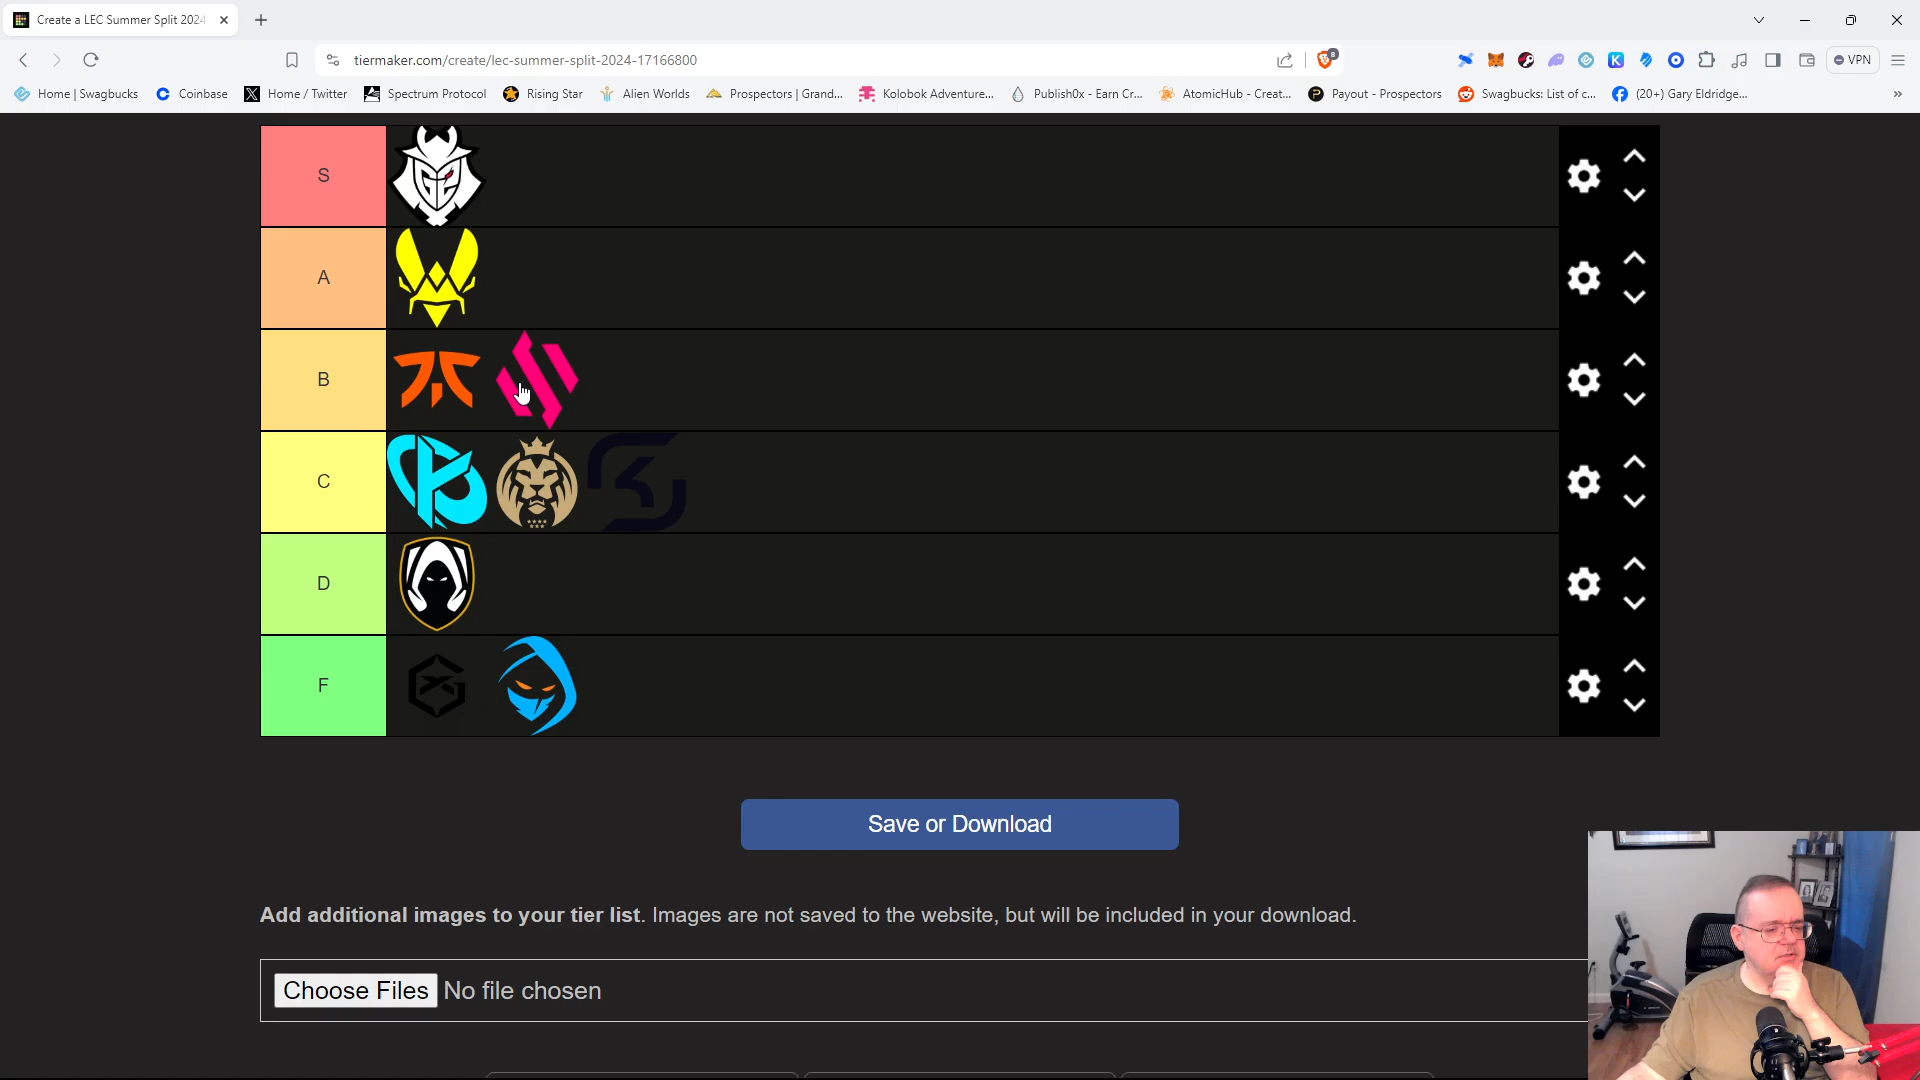 Create a LEC Summer Split 2024
tiermaker.com/create/lec-summer-split-2024-17166800
8
VPN
Home | Swagbucks
Coinbase
Home / Twitter
Spectrum Protocol
Rising Star
Alien Worlds
Prospectors | Grand...
Kolobok Adventure...
Publish0x - Earn Cr...
AtomicHub - Creat...
Payout - Prospectors
Swagbucks: List of c...
(20+) Gary Eldridge...
S
G2
A
B
C
D
F
Save or Download
Add additional images to your tier list. Images are not saved to the website, but will be included in your download.
Choose Files No file chosen